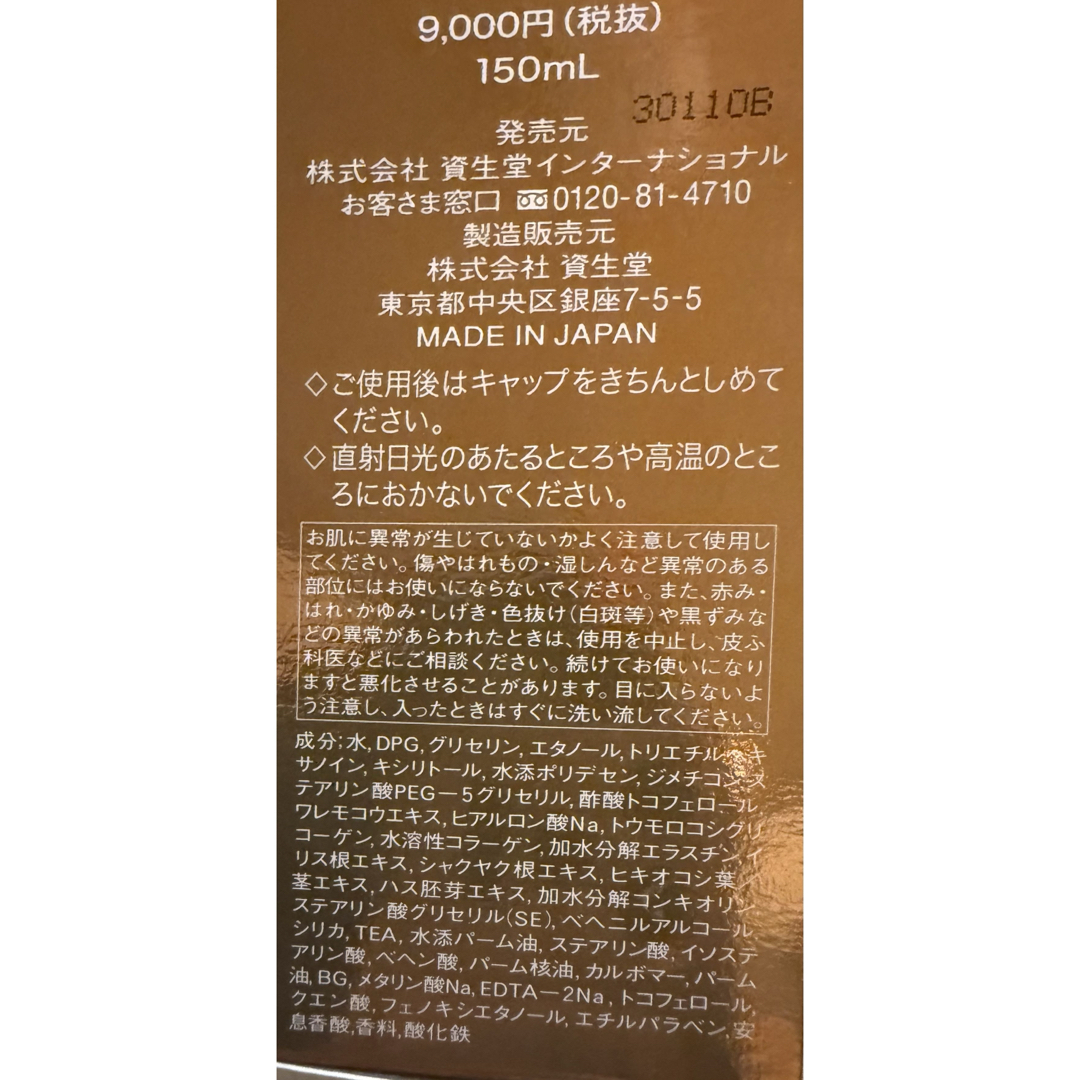 9,000円(税抜)
150mL
30110B
発売元
株式会社 資生堂インターナショナル
お客さま窓口 0120-81-4710
製造販売元
株式会社 資生堂
東京都中央区銀座7-5-5
MADE IN JAPAN
◇ご使用後はキャップをきちんとしめて
ください。
◇直射日光のあたるところや高温のとこ
ろにおかないでください。
お肌に異常が生じていないかよく注意して使用し
てください。傷やはれもの・湿しんなど異常のある
部位にはお使いにならないでください。また、赤み・
はれ・かゆみ・しげき・色抜け(白斑等)や黒ずみな
どの異常があらわれたときは、使用を中止し、皮ふ
科医などにご相談ください。続けてお使いになり
ますと悪化させることがあります。目に入らないよ
う注意し、入ったときはすぐに洗い流してください。
成分;水,DPG,グリセリン,エタノール,トリエチルヘキ
サノイン,キシリトール,水添ポリデセン,ジメチコン,ス
テアリン酸PEG-5グリセリル,酢酸トコフェロール,
ワレモコウエキス,ヒアルロン酸Na,トウモロコシグリ
コーゲン,水溶性コラーゲン,加水分解エラスチン,イ
リス根エキス,シャクヤク根エキス,ヒキオコシ葉/
茎エキス,ハス胚芽エキス,加水分解コンキオリン,
ステアリン酸グリセリル(SE),ベヘニルアルコール,
シリカ,TEA,水添パーム油,ステアリン酸,イソステ
アリン酸,ベヘン酸,パーム核油,カルボマー,パーム
油,BG,メタリン酸Na,EDTA-2Na,トコフェロール,
クエン酸,フェノキシエタノール,エチルパラベン,安
息香酸,香料,酸化鉄